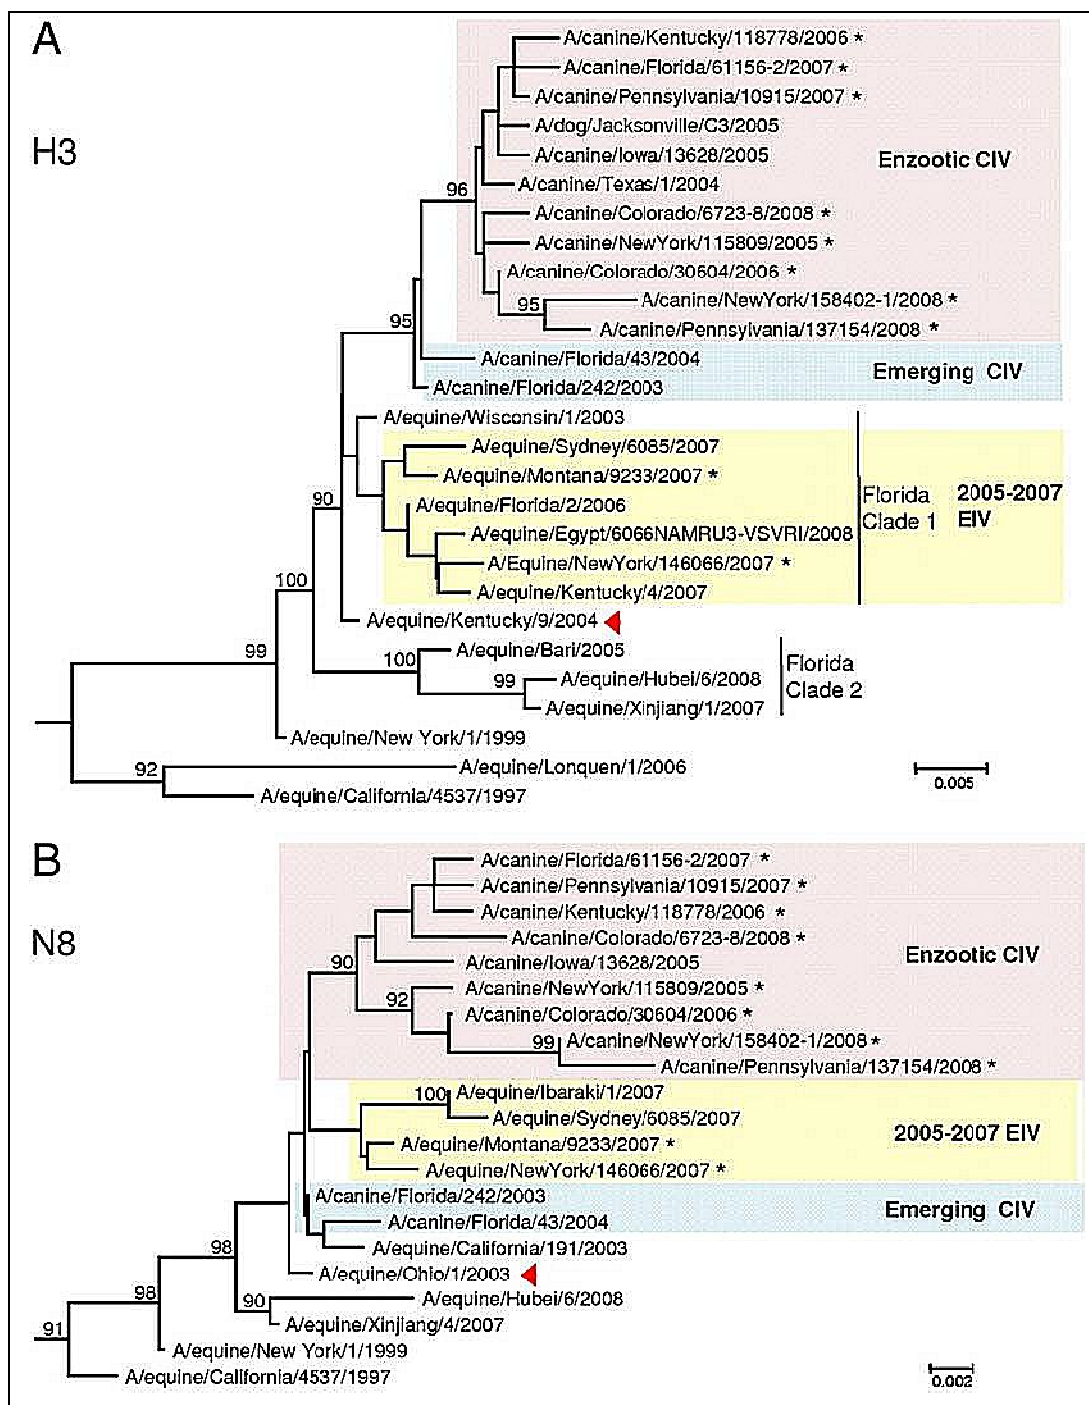 A
H3
A/canine/Kentucky/118778/2006 *
A/canine/Florida/61156-2/2007 *
A/canine/Pennsylvania/10915/2007 *
A/dog/Jacksonville/C3/2005
A/canine/Iowa/13628/2005
Enzootic CIV
A/canine/Texas/1/2004
96
A/canine/Colorado/6723-8/2008 *
A/canine/NewYork/115809/2005 *
A/canine/Colorado/30604/2006 *
95
A/canine/NewYork/158402-1/2008 *
A/canine/Pennsylvania/137154/2008 *
95
A/canine/Florida/43/2004
Emerging CIV
A/canine/Florida/242/2003
A/equine/Wisconsin/1/2003
A/equine/Sydney/6085/2007
A/equine/Montana/9233/2007 *
90
A/equine/Florida/2/2006
Florida
Clade 1
2005-2007
EIV
A/equine/Egypt/6066NAMRU3-VSVRI/2008
A/Equine/NewYork/146066/2007 *
100
A/equine/Kentucky/4/2007
A/equine/Kentucky/9/2004
99
100
A/equine/Bari/2005
99
A/equine/Hubei/6/2008
Florida
Clade 2
A/equine/Xinjiang/1/2007
A/equine/New York/1/1999
92
A/equine/Lonquen/1/2006
A/equine/California/4537/1997
0.005
B
N8
A/canine/Florida/61156-2/2007 *
A/canine/Pennsylvania/10915/2007 *
A/canine/Kentucky/118778/2006 *
A/canine/Colorado/6723-8/2008 *
Enzootic CIV
90
A/canine/Iowa/13628/2005
A/canine/NewYork/115809/2005 *
92
A/canine/Colorado/30604/2006 *
99
A/canine/NewYork/158402-1/2008 *
A/canine/Pennsylvania/137154/2008 *
100
A/equine/Ibaraki/1/2007
A/equine/Sydney/6085/2007
2005-2007 EIV
A/equine/Montana/9233/2007 *
A/equine/NewYork/146066/2007 *
A/canine/Florida/242/2003
Emerging CIV
A/canine/Florida/43/2004
98
A/equine/California/191/2003
A/equine/Ohio/1/2003
98
90
A/equine/Hubei/6/2008
A/equine/Xinjiang/4/2007
91
A/equine/New York/1/1999
A/equine/California/4537/1997
0.002